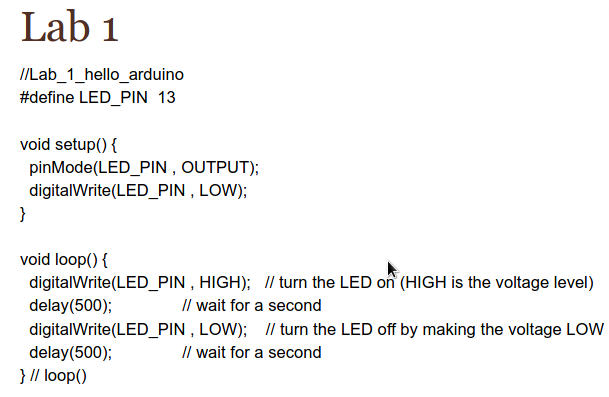 Lab 1
//Lab_1_hello_arduino
#define LED_PIN  13
void setup() {
  pinMode(LED_PIN , OUTPUT);
  digitalWrite(LED_PIN , LOW);
}
void loop() {
  digitalWrite(LED_PIN , HIGH);   // turn the LED on (HIGH is the voltage level)
  delay(500);               // wait for a second
  digitalWrite(LED_PIN , LOW);    // turn the LED off by making the voltage LOW
  delay(500);               // wait for a second
} // loop()